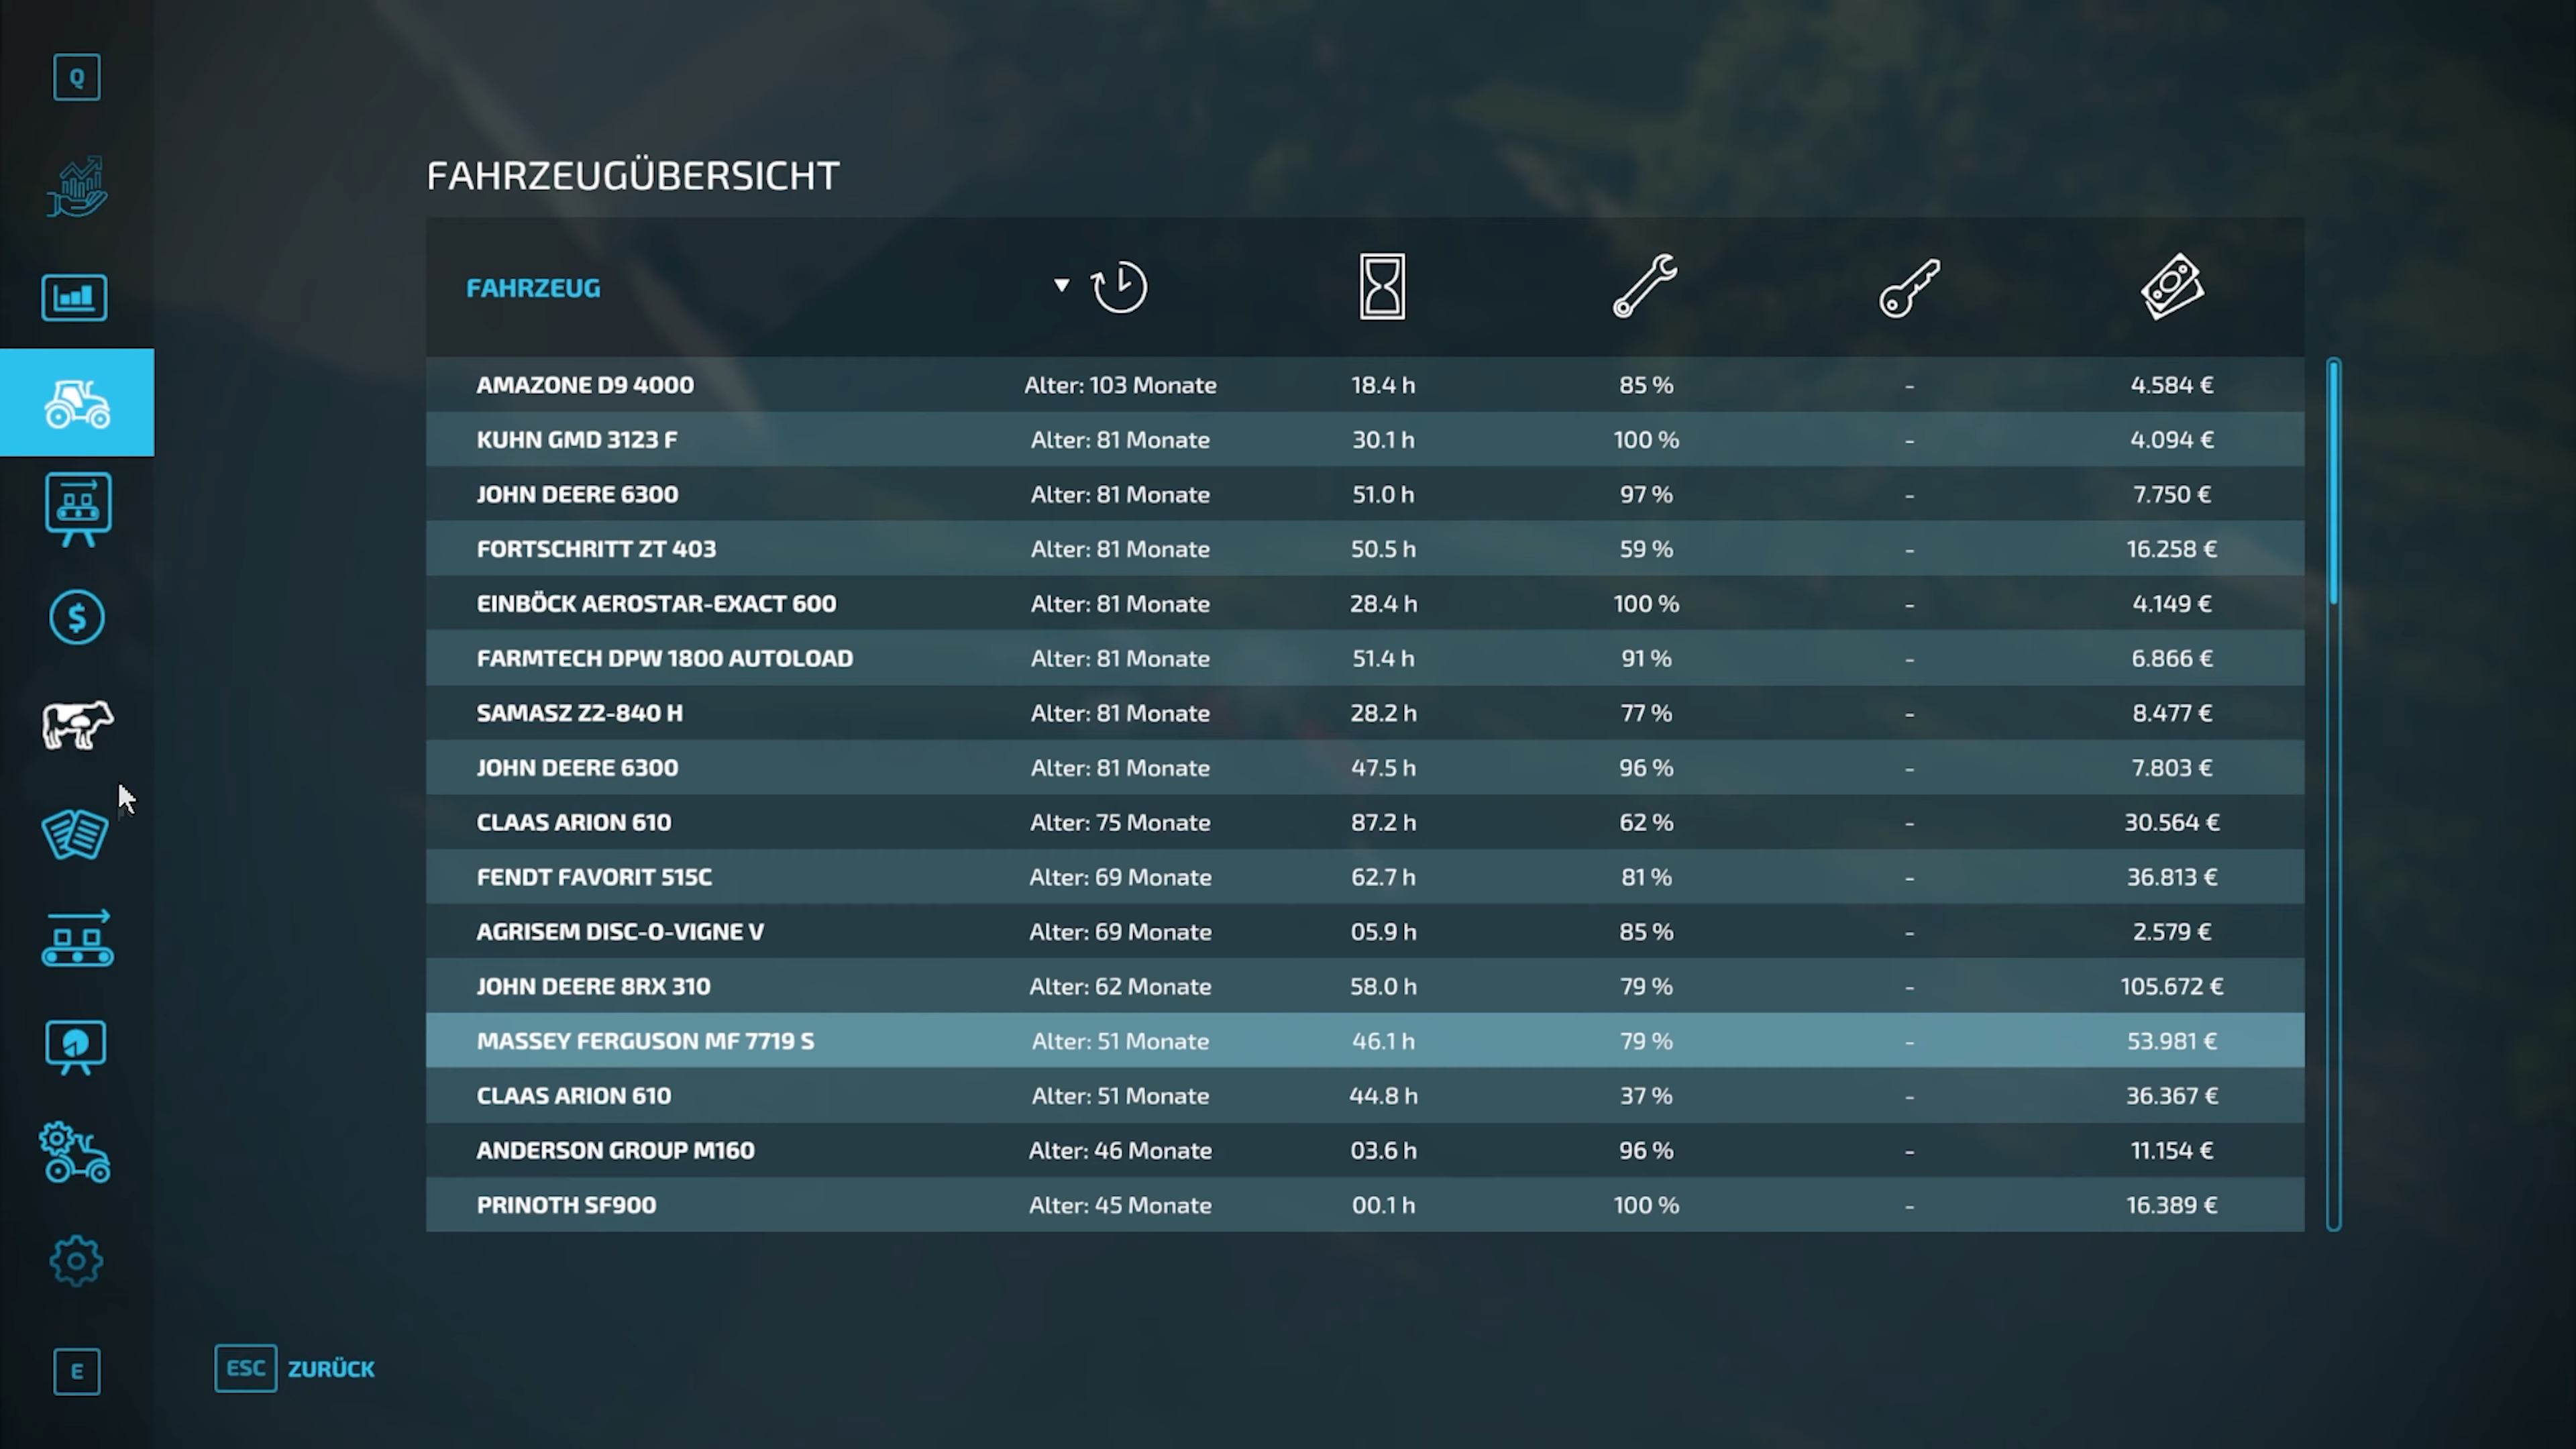 Q
FAHRZEUGÜBERSICHT
FAHRZEUG
AMAZONE D9 4000 Alter: 103 Monate 18.4 h 85 % - 4.584 €
KUHN GMD 3123 F Alter: 81 Monate 30.1 h 100 % - 4.094 €
JOHN DEERE 6300 Alter: 81 Monate 51.0 h 97 % - 7.750 €
FORTSCHRITT ZT 403 Alter: 81 Monate 50.5 h 59 % - 16.258 €
EINBÖCK AEROSTAR-EXACT 600 Alter: 81 Monate 28.4 h 100 % - 4.149 €
FARMTECH DPW 1800 AUTOLOAD Alter: 81 Monate 51.4 h 91 % - 6.866 €
SAMASZ Z2-840 H Alter: 81 Monate 28.2 h 77 % - 8.477 €
JOHN DEERE 6300 Alter: 81 Monate 47.5 h 96 % - 7.803 €
CLAAS ARION 610 Alter: 75 Monate 87.2 h 62 % - 30.564 €
FENDT FAVORIT 515C Alter: 69 Monate 62.7 h 81 % - 36.813 €
AGRISEM DISC-O-VIGNE V Alter: 69 Monate 05.9 h 85 % - 2.579 €
JOHN DEERE 8RX 310 Alter: 62 Monate 58.0 h 79 % - 105.672 €
MASSEY FERGUSON MF 7719 S Alter: 51 Monate 46.1 h 79 % - 53.981 €
CLAAS ARION 610 Alter: 51 Monate 44.8 h 37 % - 36.367 €
ANDERSON GROUP M160 Alter: 46 Monate 03.6 h 96 % - 11.154 €
PRINOTH SF900 Alter: 45 Monate 00.1 h 100 % - 16.389 €
E
ESC ZURÜCK